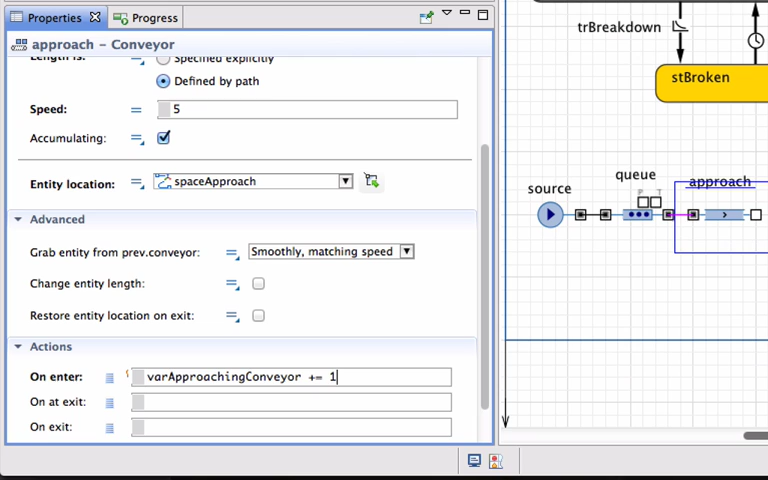 Properties
Progress
approach – Conveyor
Length is:
Specified explicitly
Defined by path
Speed:
5
Accumulating:
Entity location:
spaceApproach
Advanced
Grab entity from prev.conveyor:
Smoothly, matching speed
Change entity length:
Restore entity location on exit:
Actions
On enter:
varApproachingConveyor += 1
On at exit:
On exit:
trBreakdown
stBroken
source
queue
approach
P T